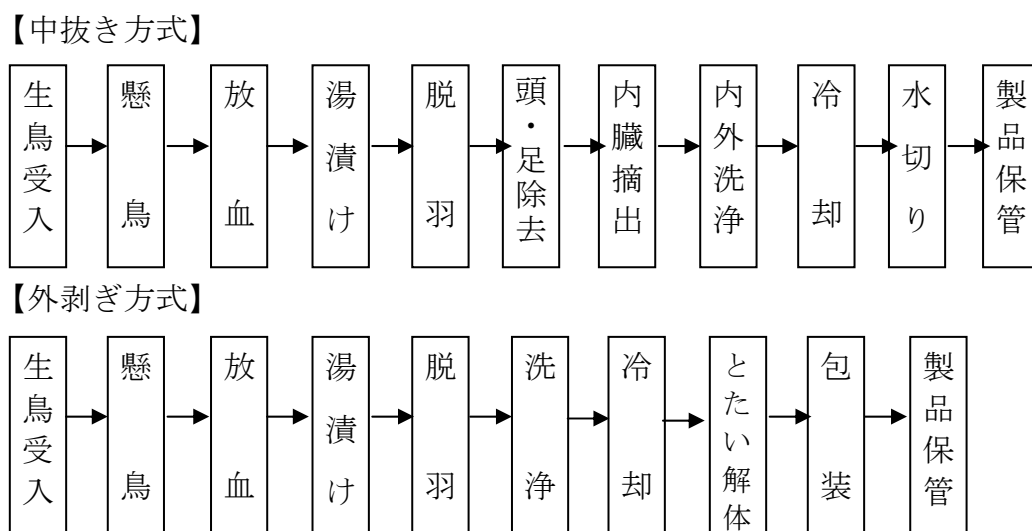 【中抜き方式】
生鳥受入
懸鳥
放血
湯漬け
脱羽
頭・足除去
内臓摘出
内外洗浄
冷却
水切り
製品保管
【外剥ぎ方式】
生鳥受入
懸鳥
放血
湯漬け
脱羽
洗浄
冷却
とたい解体
包装
製品保管